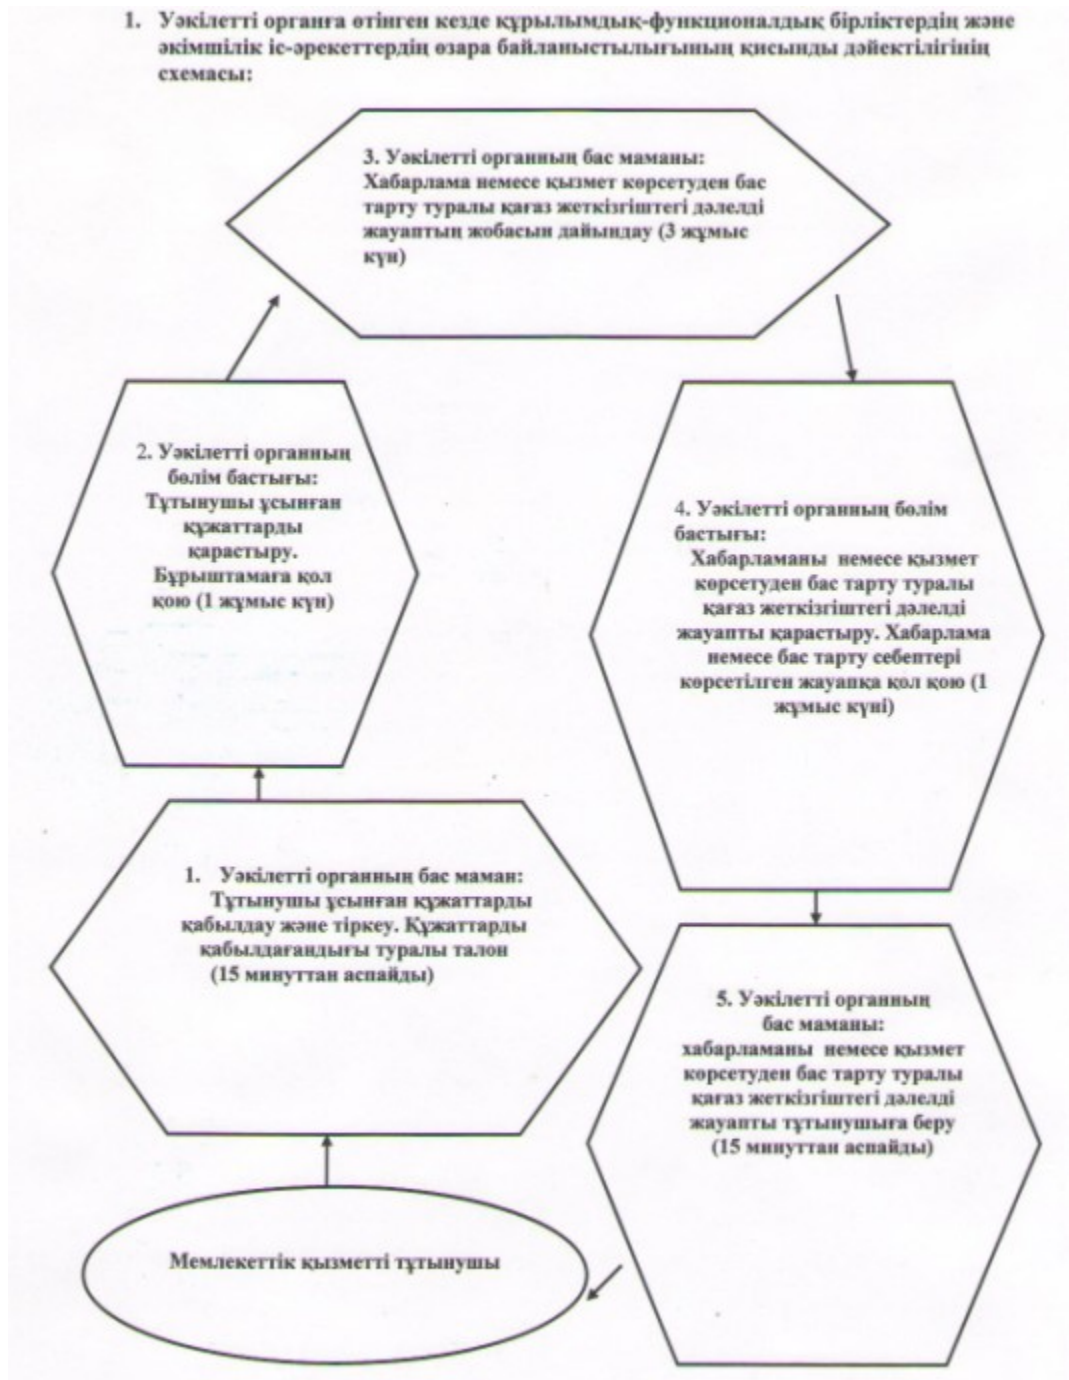 1. Уәкілетті органға өтінген кезде құрылымдық-функционалдық бірліктердің және
әкімшілік іс-әрекеттердің өзара байланыстылығының қисынды дәйектілігінің
схемасы:
3. Уәкілетті органның бас маманы:
Хабарлама немесе қызмет көрсетуден бас
тарту туралы қағаз жеткізгіштегі дәлелді
жауаптың жобасын дайындау (3 жұмыс
күн)
2. Уәкілетті органның
бөлім бастығы:
Тұтынушы ұсынған
құжаттарды
қарастыру.
Бұрыштамаға қол
қою (1 жұмыс күн)
4. Уәкілетті органның бөлім
бастығы:
Хабарламаны немесе қызмет
көрсетуден бас тарту туралы
қағаз жеткізгіштегі дәлелді
жауапты қарастыру. Хабарлама
немесе бас тарту себептері
көрсетілген жауапқа қол қою (1
жұмыс күні)
1. Уәкілетті органның бас маман:
Тұтынушы ұсынған құжаттарды
қабылдау және тіркеу. Құжаттарды
қабылдағандығы туралы талон
(15 минуттан аспайды)
5. Уәкілетті органның
бас маманы:
хабарламаны немесе қызмет
көрсетуден бас тарту туралы
қағаз жеткізгіштегі дәлелді
жауапты тұтынушыға беру
(15 минуттан аспайды)
Мемлекеттік қызметті тұтынушы